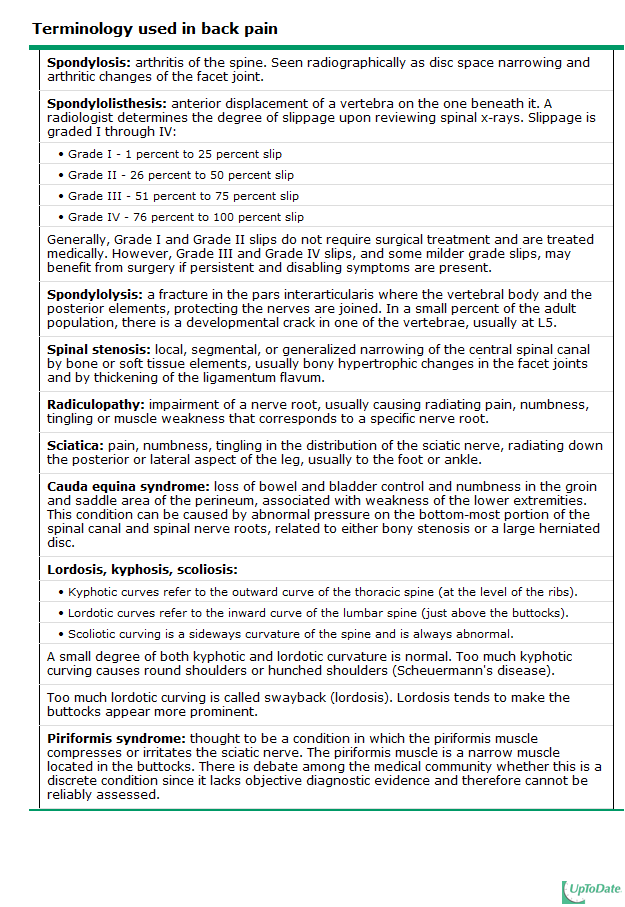 Terminology used in back pain
Spondylosis: arthritis of the spine. Seen radiographically as disc space narrowing and
arthritic changes of the facet joint.
Spondylolisthesis: anterior displacement of a vertebra on the one beneath it. A
radiologist determines the degree of slippage upon reviewing spinal x-rays. Slippage is
graded I through IV:
• Grade I - 1 percent to 25 percent slip
• Grade II - 26 percent to 50 percent slip
• Grade III - 51 percent to 75 percent slip
• Grade IV - 76 percent to 100 percent slip
Generally, Grade I and Grade II slips do not require surgical treatment and are treated
medically. However, Grade III and Grade IV slips, and some milder grade slips, may
benefit from surgery if persistent and disabling symptoms are present.
Spondylolysis: a fracture in the pars interarticularis where the vertebral body and the
posterior elements, protecting the nerves are joined. In a small percent of the adult
population, there is a developmental crack in one of the vertebrae, usually at L5.
Spinal stenosis: local, segmental, or generalized narrowing of the central spinal canal
by bone or soft tissue elements, usually bony hypertrophic changes in the facet joints
and by thickening of the ligamentum flavum.
Radiculopathy: impairment of a nerve root, usually causing radiating pain, numbness,
tingling or muscle weakness that corresponds to a specific nerve root.
Sciatica: pain, numbness, tingling in the distribution of the sciatic nerve, radiating down
the posterior or lateral aspect of the leg, usually to the foot or ankle.
Cauda equina syndrome: loss of bowel and bladder control and numbness in the groin
and saddle area of the perineum, associated with weakness of the lower extremities.
This condition can be caused by abnormal pressure on the bottom-most portion of the
spinal canal and spinal nerve roots, related to either bony stenosis or a large herniated
disc.
Lordosis, kyphosis, scoliosis:
• Kyphotic curves refer to the outward curve of the thoracic spine (at the level of the ribs).
• Lordotic curves refer to the inward curve of the lumbar spine (just above the buttocks).
• Scoliotic curving is a sideways curvature of the spine and is always abnormal.
A small degree of both kyphotic and lordotic curvature is normal. Too much kyphotic
curving causes round shoulders or hunched shoulders (Scheuermann's disease).
Too much lordotic curving is called swayback (lordosis). Lordosis tends to make the
buttocks appear more prominent.
Piriformis syndrome: thought to be a condition in which the piriformis muscle
compresses or irritates the sciatic nerve. The piriformis muscle is a narrow muscle
located in the buttocks. There is debate among the medical community whether this is a
discrete condition since it lacks objective diagnostic evidence and therefore cannot be
reliably assessed.
UpToDate